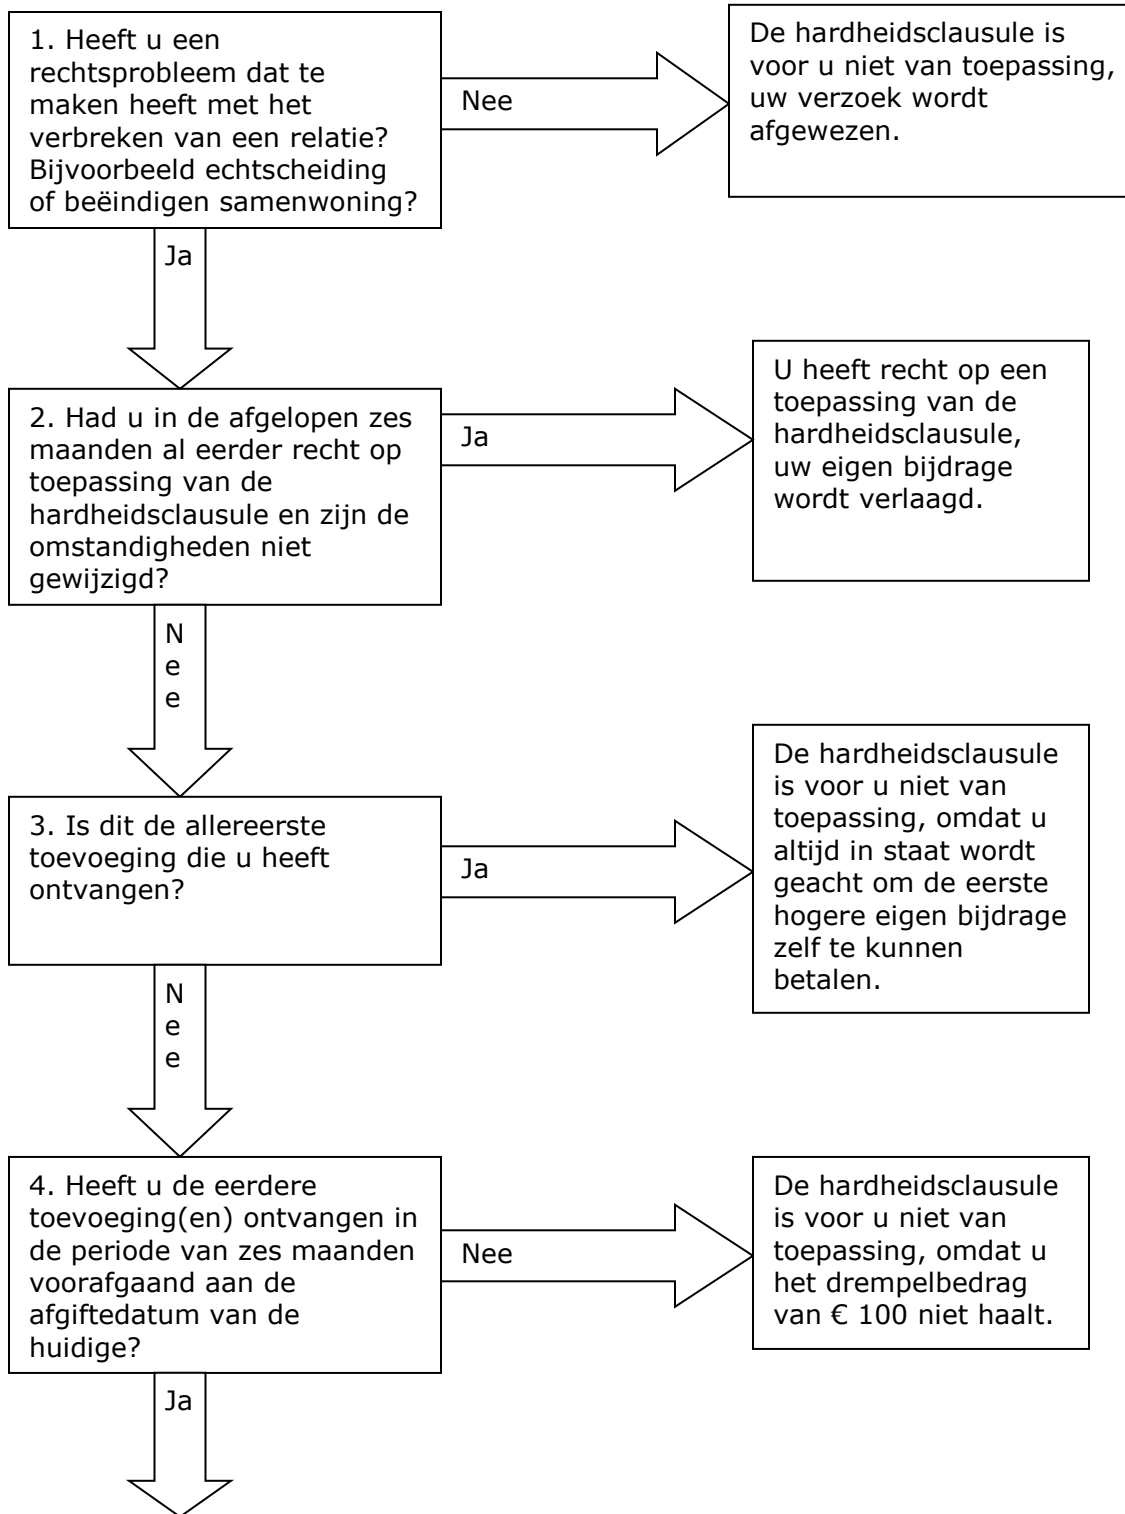 1. Heeft u een
rechtsprobleem dat te
maken heeft met het
verbreken van een relatie?
Bijvoorbeeld echtscheiding
of beëindigen samenwoning?
Nee
De hardheidsclausule is
voor u niet van toepassing,
uw verzoek wordt
afgewezen.
Ja
2. Had u in de afgelopen zes
maanden al eerder recht op
toepassing van de
hardheidsclausule en zijn de
omstandigheden niet
gewijzigd?
Ja
U heeft recht op een
toepassing van de
hardheidsclausule,
uw eigen bijdrage
wordt verlaagd.
N
e
e
3. Is dit de allereerste
toevoeging die u heeft
ontvangen?
Ja
De hardheidsclausule
is voor u niet van
toepassing, omdat u
altijd in staat wordt
geacht om de eerste
hogere eigen bijdrage
zelf te kunnen
betalen.
N
e
e
4. Heeft u de eerdere
toevoeging(en) ontvangen in
de periode van zes maanden
voorafgaand aan de
afgiftedatum van de
huidige?
Nee
De hardheidsclausule
is voor u niet van
toepassing, omdat u
het drempelbedrag
van € 100 niet haalt.
Ja